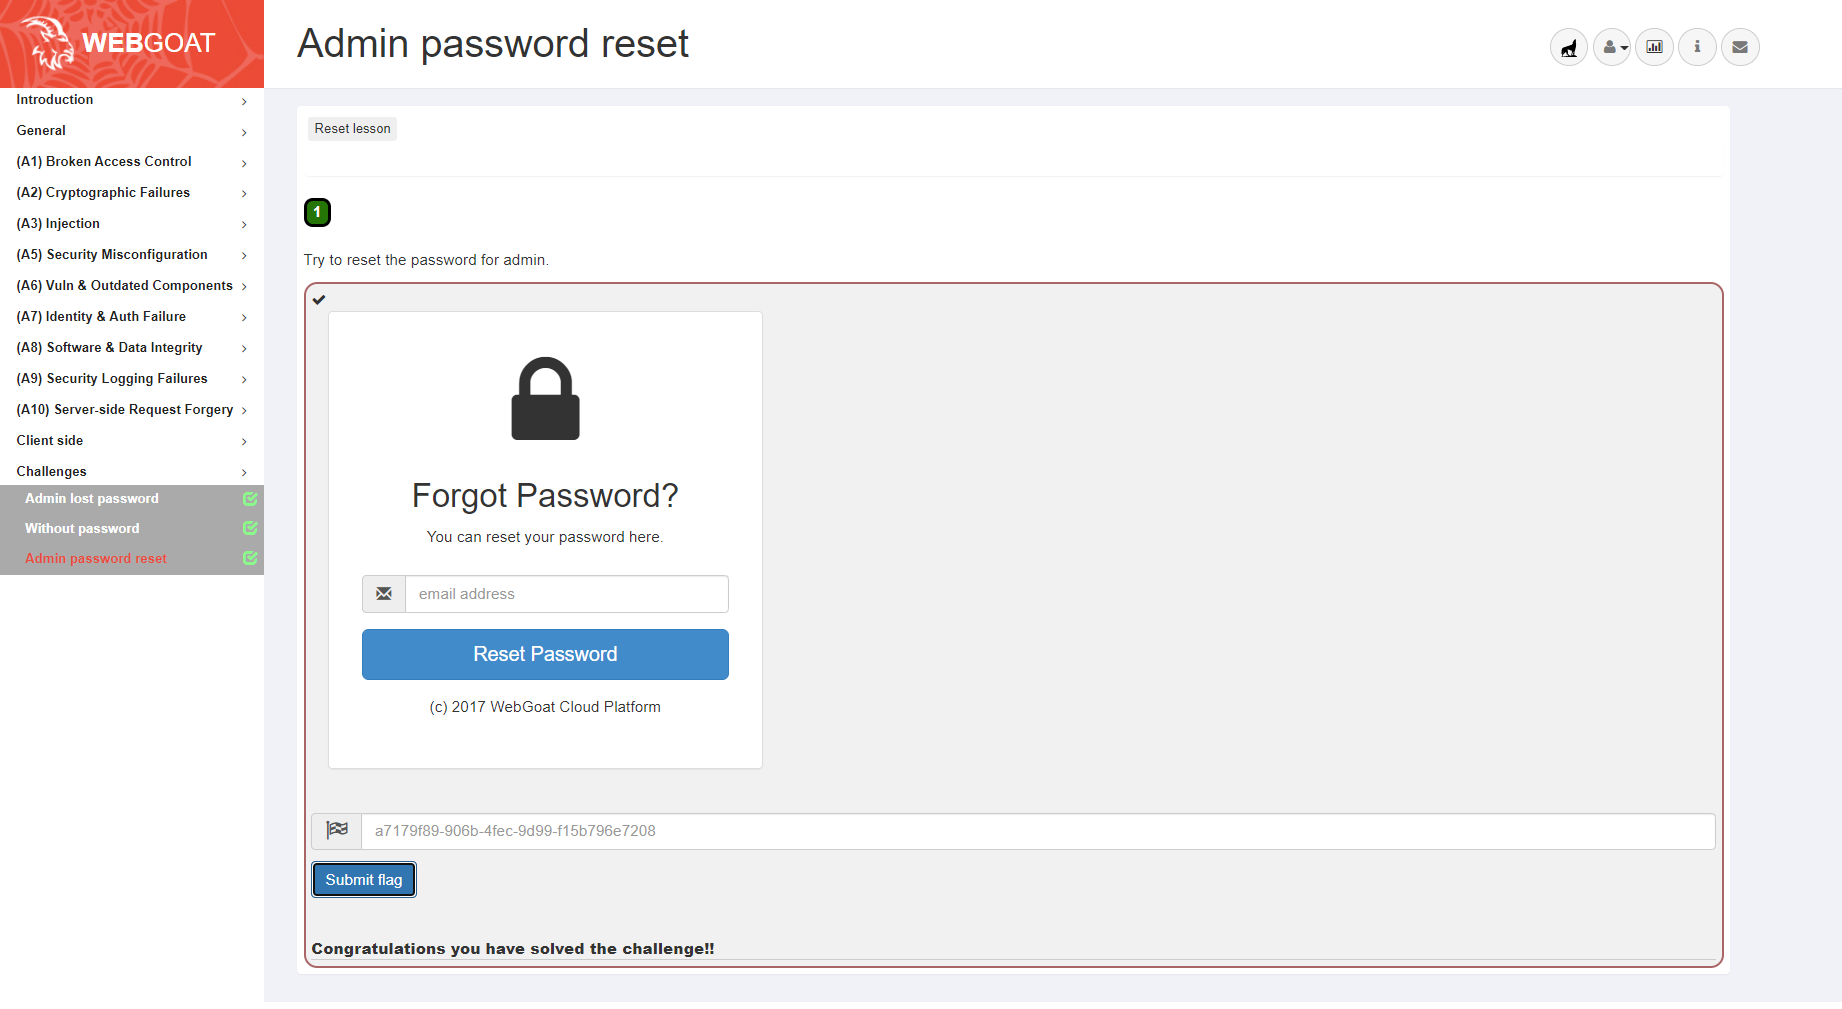 WEBGOAT
Admin password reset
Introduction
General
(A1) Broken Access Control
(A2) Cryptographic Failures
(A3) Injection
(A5) Security Misconfiguration
(A6) Vuln & Outdated Components
(A7) Identity & Auth Failure
(A8) Software & Data Integrity
(A9) Security Logging Failures
(A10) Server-side Request Forgery
Client side
Challenges
Admin lost password
Without password
Admin password reset
Reset lesson
1
Try to reset the password for admin.
Forgot Password?
You can reset your password here.
email address
Reset Password
(c) 2017 WebGoat Cloud Platform
a7179f89-906b-4fec-9d99-f15b796e7208
Submit flag
Congratulations you have solved the challenge!!